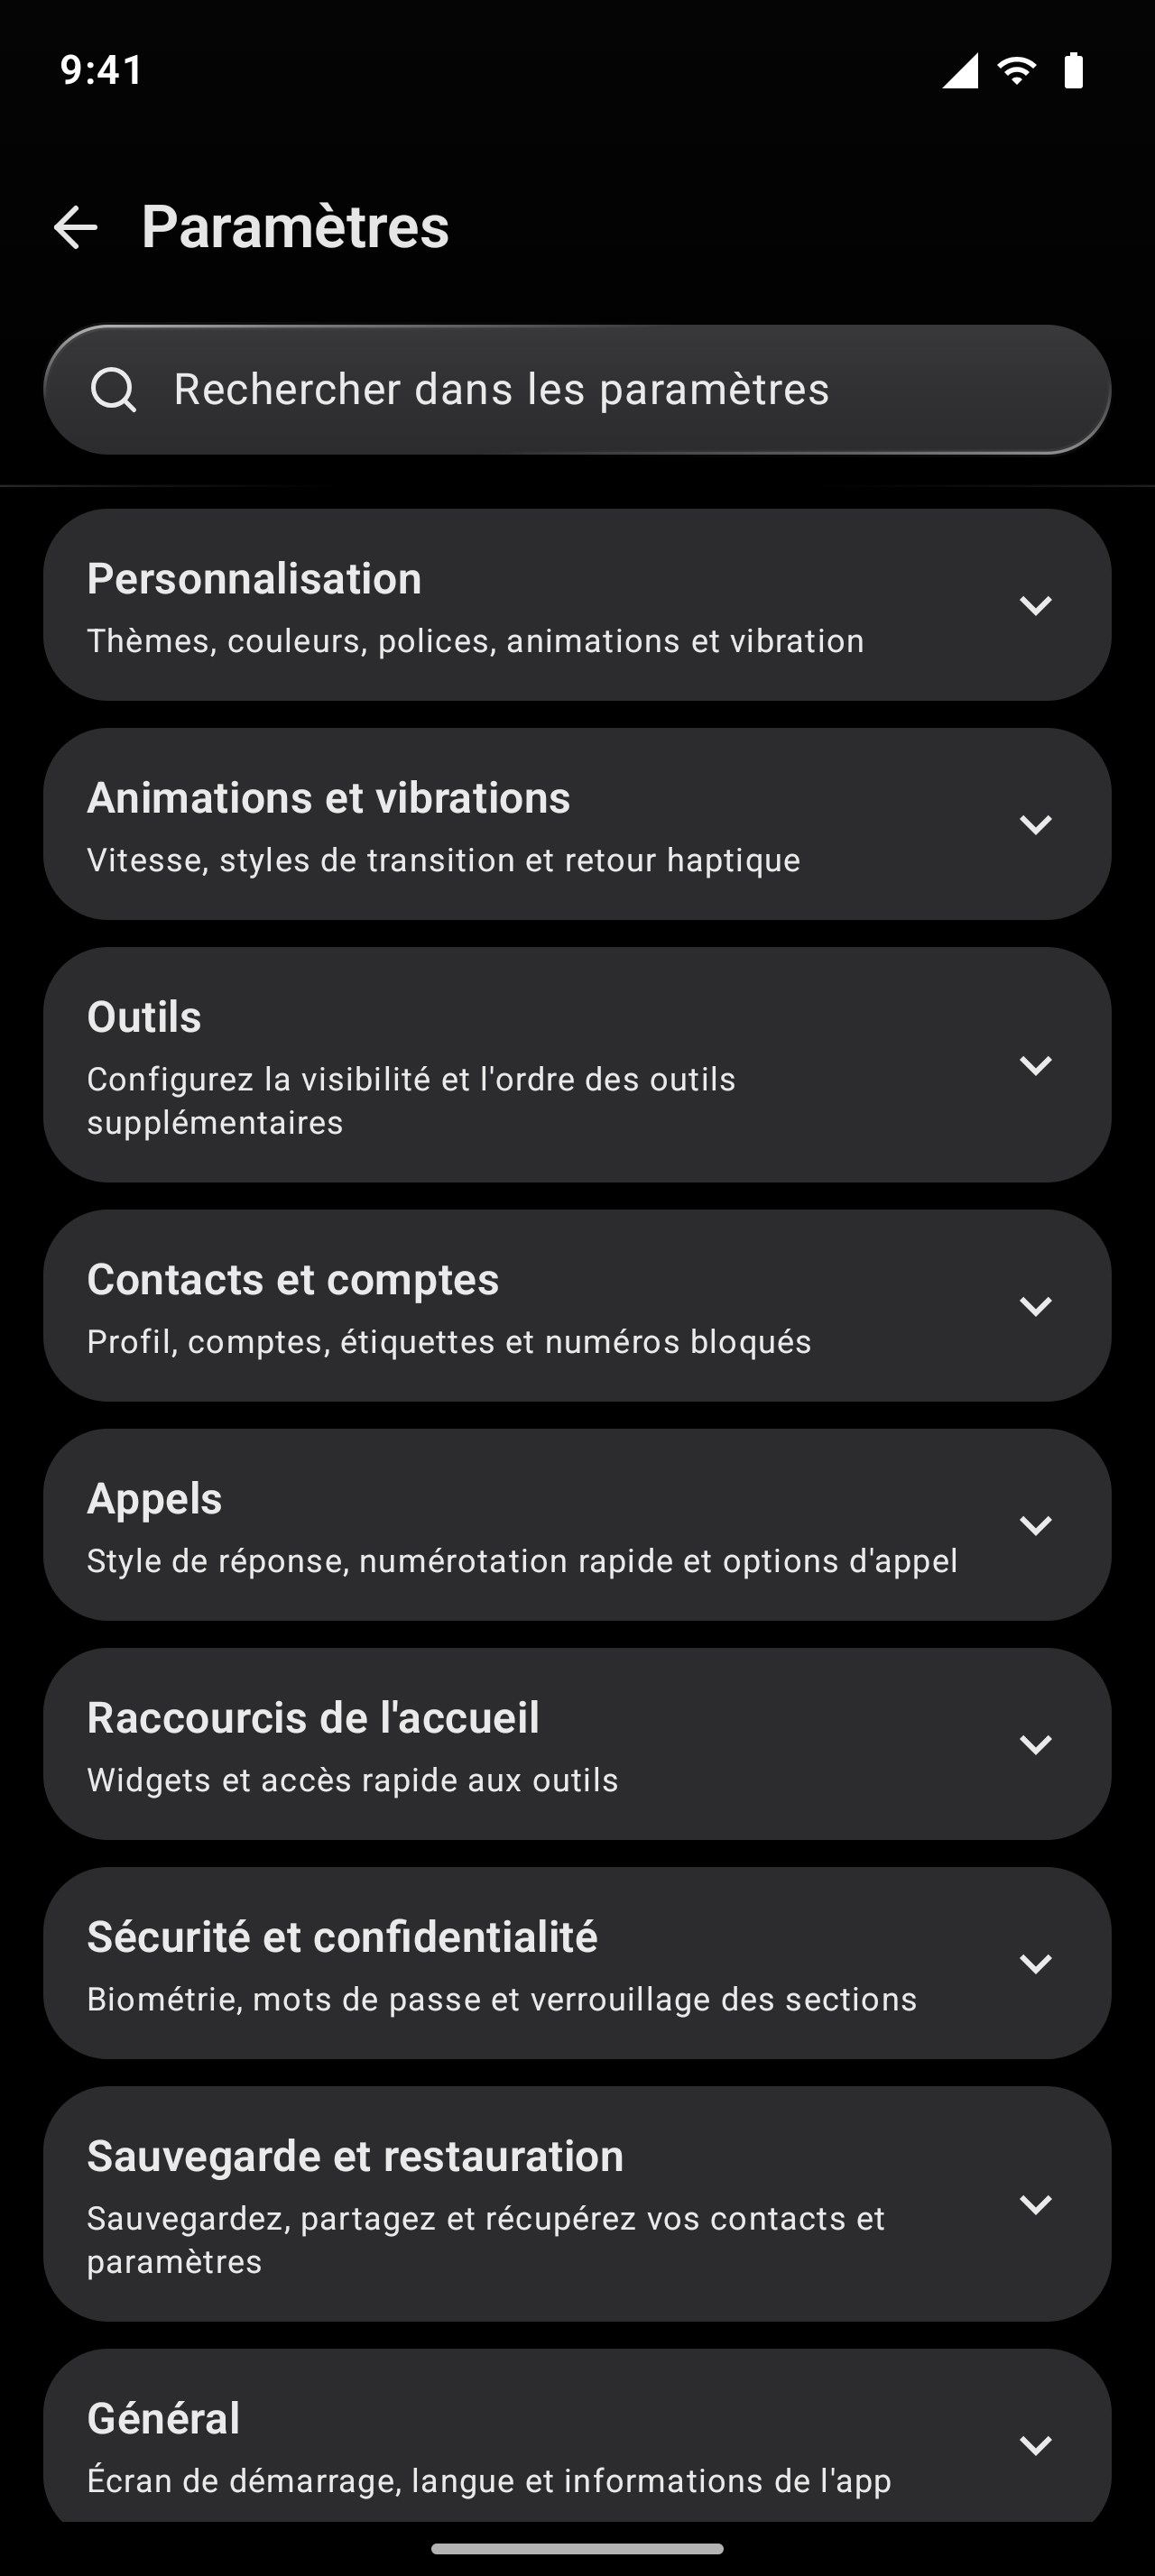 9:41
Paramètres
Rechercher dans les paramètres
Personnalisation
Thèmes, couleurs, polices, animations et vibration
Animations et vibrations
Vitesse, styles de transition et retour haptique
Outils
Configurez la visibilité et l'ordre des outils
supplémentaires
Contacts et comptes
Profil, comptes, étiquettes et numéros bloqués
Appels
Style de réponse, numérotation rapide et options d'appel
Raccourcis de l'accueil
Widgets et accès rapide aux outils
Sécurité et confidentialité
Biométrie, mots de passe et verrouillage des sections
Sauvegarde et restauration
Sauvegardez, partagez et récupérez vos contacts et
paramètres
Général
Écran de démarrage, langue et informations de l'app